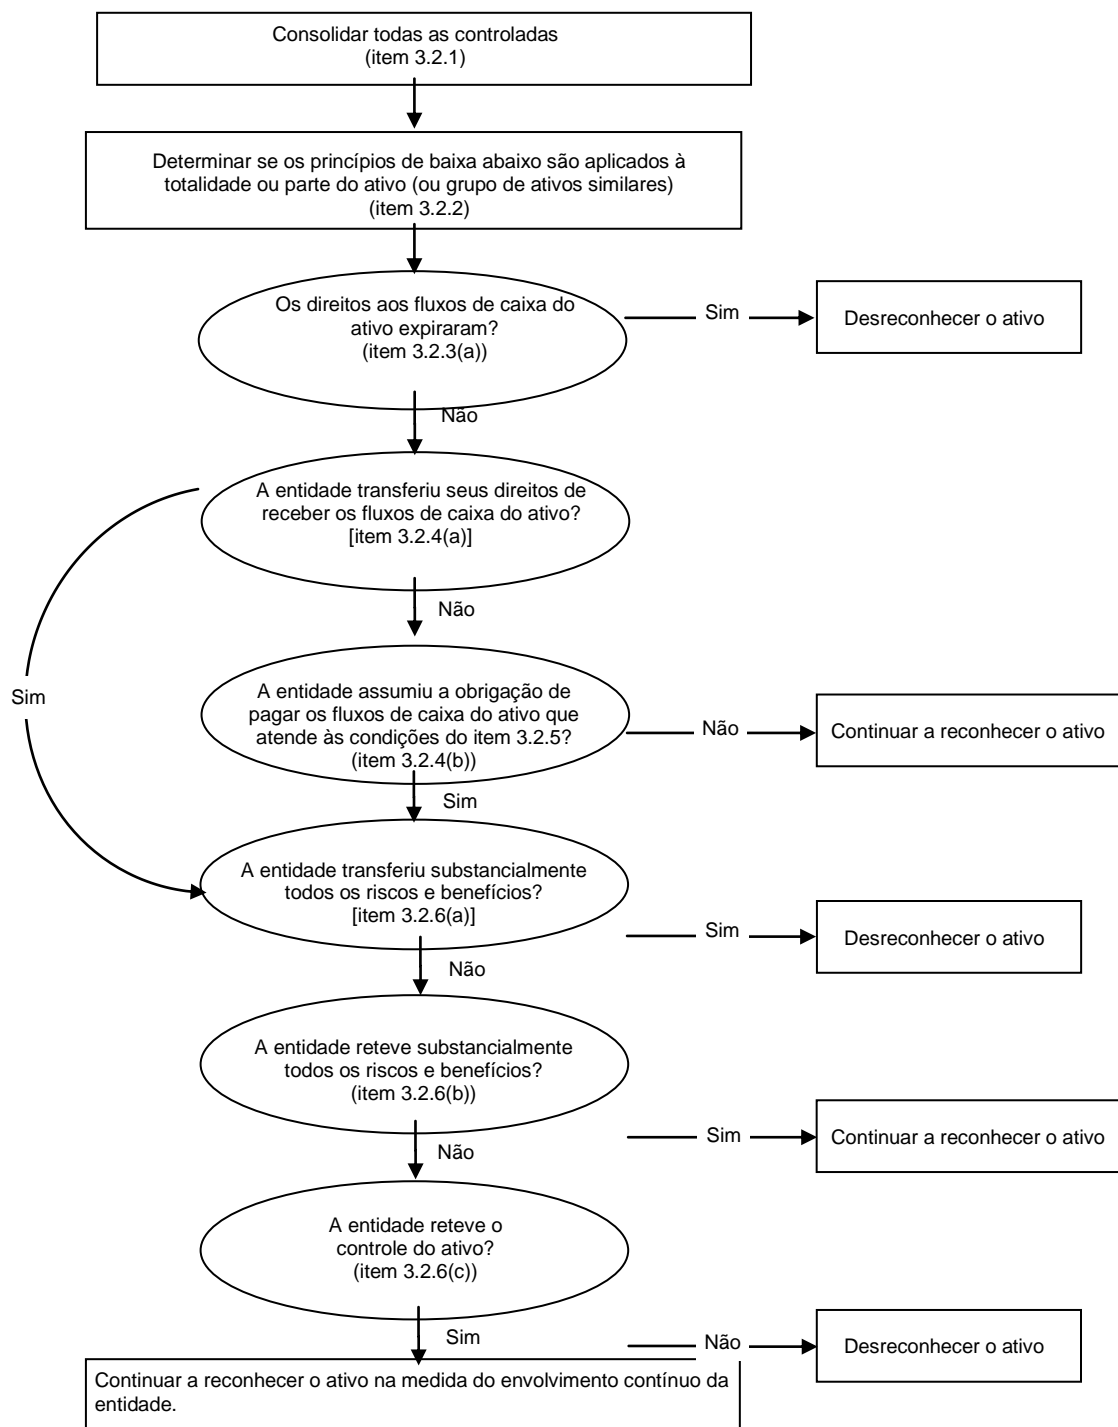 Consolidar todas as controladas
(item 3.2.1)
Determinar se os princípios de baixa abaixo são aplicados à
totalidade ou parte do ativo (ou grupo de ativos similares)
(item 3.2.2)
Os direitos aos fluxos de caixa do
ativo expiraram?
(item 3.2.3(a))
Sim
Desreconhecer o ativo
Não
A entidade transferiu seus direitos de
receber os fluxos de caixa do ativo?
[item 3.2.4(a)]
Não
Sim
A entidade assumiu a obrigação de
pagar os fluxos de caixa do ativo que
atende às condições do item 3.2.5?
(item 3.2.4(b))
Não
Continuar a reconhecer o ativo
Sim
A entidade transferiu substancialmente
todos os riscos e benefícios?
[item 3.2.6(a)]
Sim
Desreconhecer o ativo
Não
A entidade reteve substancialmente
todos os riscos e benefícios?
(item 3.2.6(b))
Sim
Continuar a reconhecer o ativo
Não
A entidade reteve o
controle do ativo?
(item 3.2.6(c))
Sim
Não
Desreconhecer o ativo
Continuar a reconhecer o ativo na medida do envolvimento contínuo da
entidade.